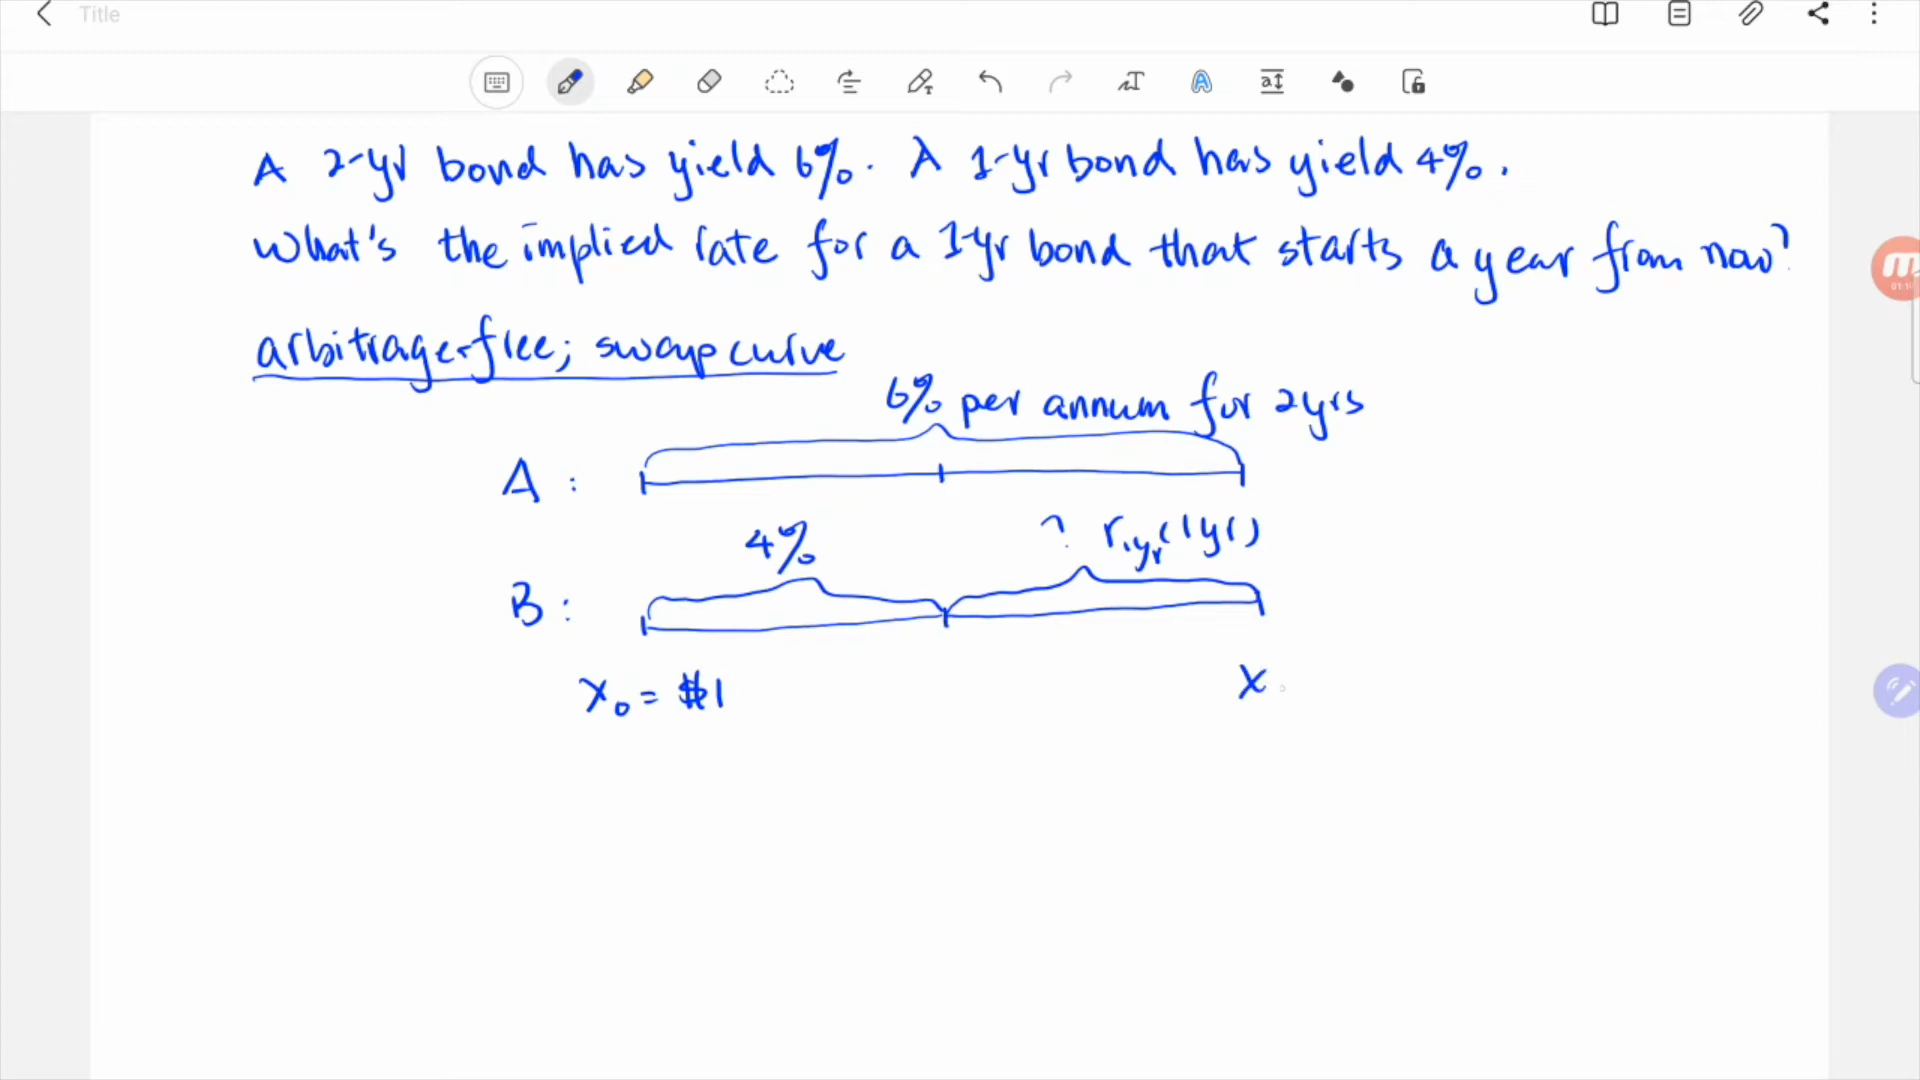 Title
A 2-yr bond has yield 6%. A 1-yr bond has yield 4%.
What's the implied rate for a 1-yr bond that starts a year from now?
arbitrage-free; swap curve
6% per annum for 2yrs
A :
4% ? r1yr(1yr)
B :
x0 = $1 X